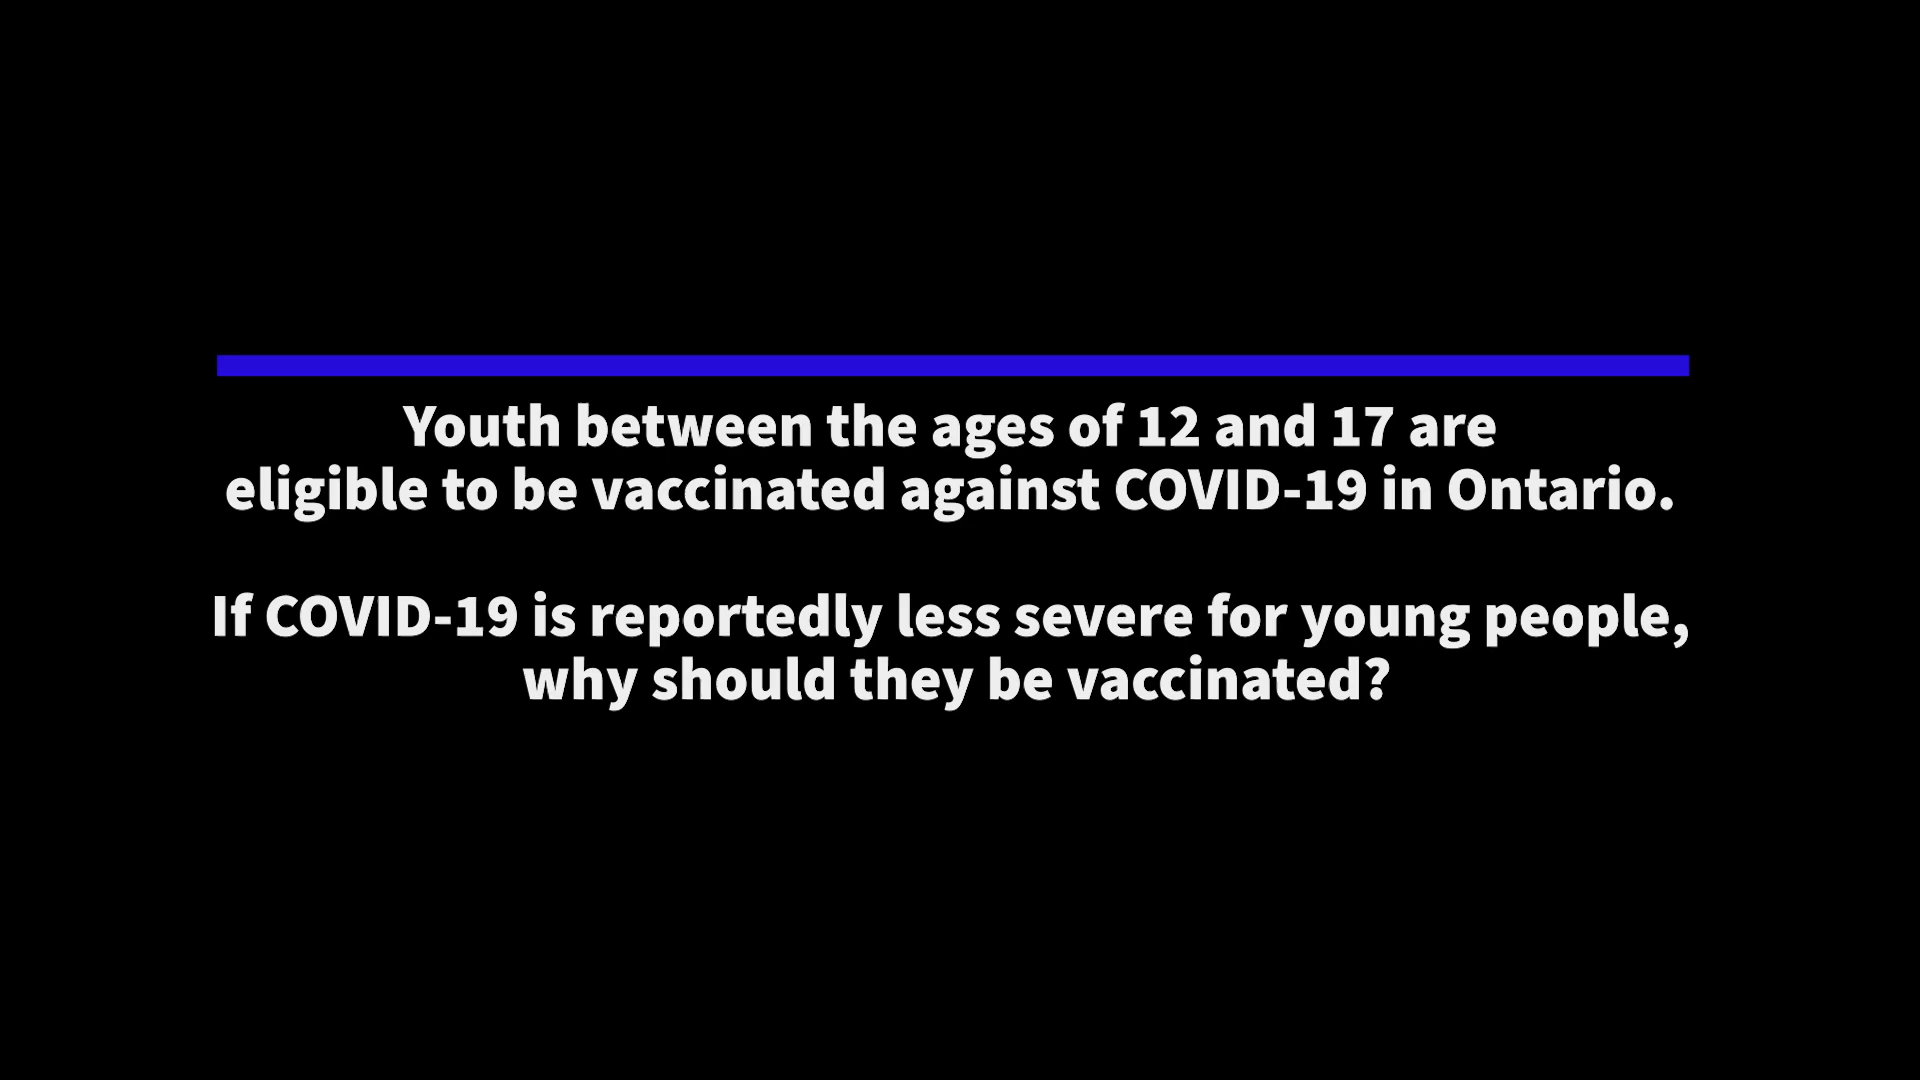 Youth between the ages of 12 and 17 are
eligible to be vaccinated against COVID-19 in Ontario.
If COVID-19 is reportedly less severe for young people,
why should they be vaccinated?